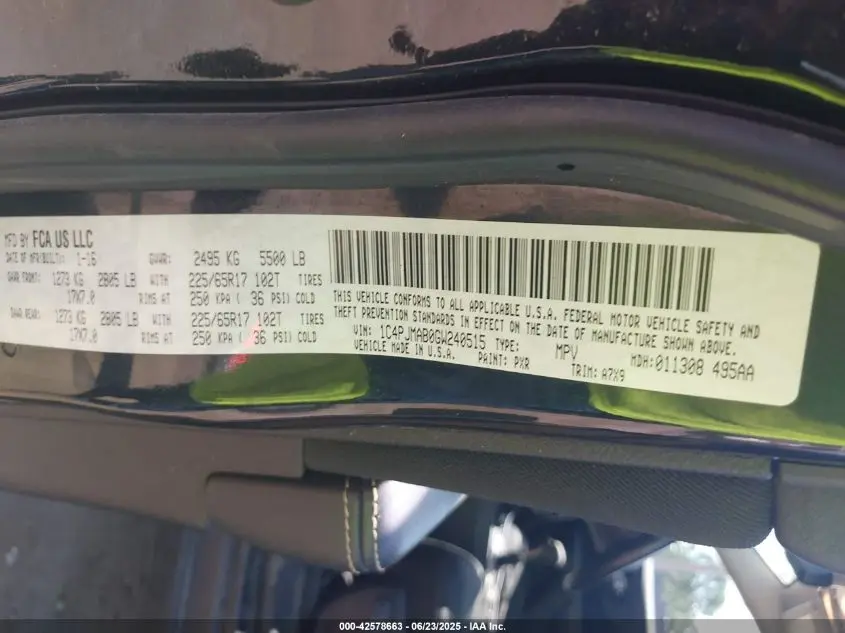 MFD BY FCA US LLC
DATE OF MFR/BUILT: 1-16 GVWR: 2495 KG 5500 LB
GAWR FRONT: 1273 KG 2805 LB WITH 225/65R17 102T TIRES
17X7.0 RIMS AT 250 KPA ( 36 PSI) COLD
GAWR REAR: 1273 KG 2805 LB WITH 225/65R17 102T TIRES
17X7.0 RIMS AT 250 KPA ( 36 PSI) COLD
THIS VEHICLE CONFORMS TO ALL APPLICABLE U.S.A. FEDERAL MOTOR VEHICLE SAFETY AND
THEFT PREVENTION STANDARDS IN EFFECT ON THE DATE OF MANUFACTURE SHOWN ABOVE.
VIN: 1C4PJMAB0GW240515 TYPE: MPV MDH: 011308 495AA
VEHICLE MADE IN U.S.A. PAINT: PXR TRIM: A7X9
000-42578663 - 06/23/2025 - IAA Inc.